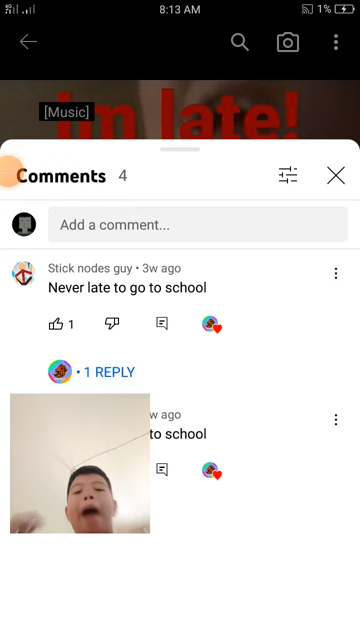 8:13 AM
1%
im late!
[Music]
Comments 4
Add a comment...
Stick nodes guy • 3w ago
Never late to go to school
1
• 1 REPLY
w ago
to school